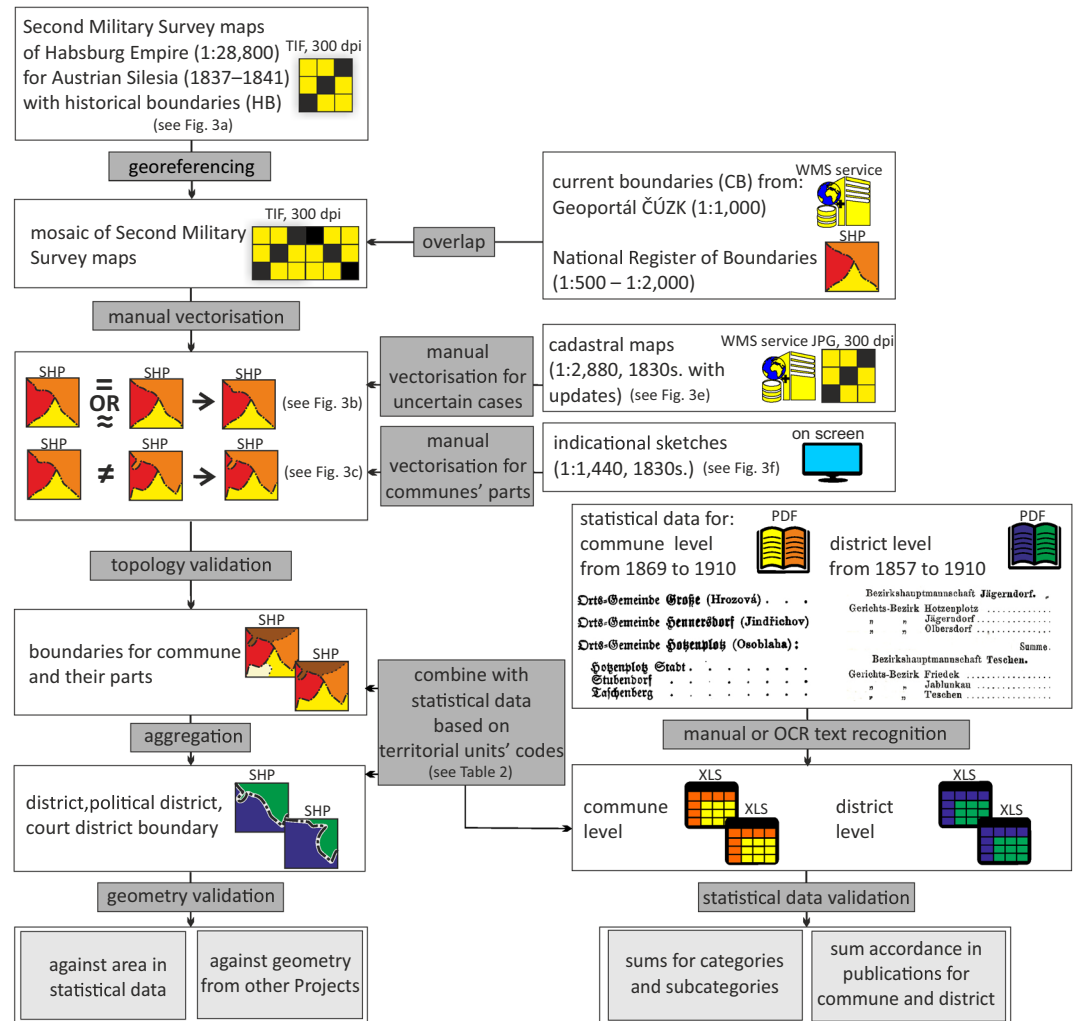 Second Military Survey maps
of Habsburg Empire (1:28,800)
for Austrian Silesia (1837–1841)
with historical boundaries (HB)
(see Fig. 3a)
TIF, 300 dpi
georeferencing
mosaic of Second Military
Survey maps
TIF, 300 dpi
overlap
current boundaries (CB) from:
Geoportál ČÚZK (1:1,000)
WMS service
National Register of Boundaries
(1:500 – 1:2,000)
SHP
manual vectorisation
SHP
=
OR
≈
SHP
SHP
(see Fig. 3b)
SHP
≠
SHP
SHP
(see Fig. 3c)
manual
vectorisation for
uncertain cases
cadastral maps
(1:2,880, 1830s. with
updates) (see Fig. 3e)
WMS service JPG, 300 dpi
manual
vectorisation for
communes’ parts
indicational sketches
(1:1,440, 1830s.) (see Fig. 3f)
on screen
topology validation
statistical data for:
commune level
from 1869 to 1910
PDF
district level
from 1857 to 1910
PDF
Orts-Gemeinde Große (Hrozová) . . . .
Orts-Gemeinde Hennersdorf (Jindřichov)
Orts-Gemeinde Hotzenplotz (Osoblaha) :
Hotzenplotz Stadt . . . . . . .
Stubendorf . . . . . . . .
Taschenberg . . . . . . . .
Bezirkshauptmannschaft Jägerndorf.
Gerichts-Bezirk Hotzenplotz
„ „ Jägerndorf
„ „ Olbersdorf
Summe.
Bezirkshauptmannschaft Teschen.
Gerichts-Bezirk Friedek
„ „ Jablunkau
„ „ Teschen
boundaries for commune
and their parts
SHP
SHP
combine with
statistical data
based on
territorial units’ codes
(see Table 2)
aggregation
manual or OCR text recognition
district,political district,
court district boundary
SHP
SHP
commune
level
XLS
XLS
district
level
XLS
XLS
geometry validation
statistical data validation
against area in
statistical data
against geometry
from other Projects
sums for categories
and subcategories
sum accordance in
publications for
commune and district